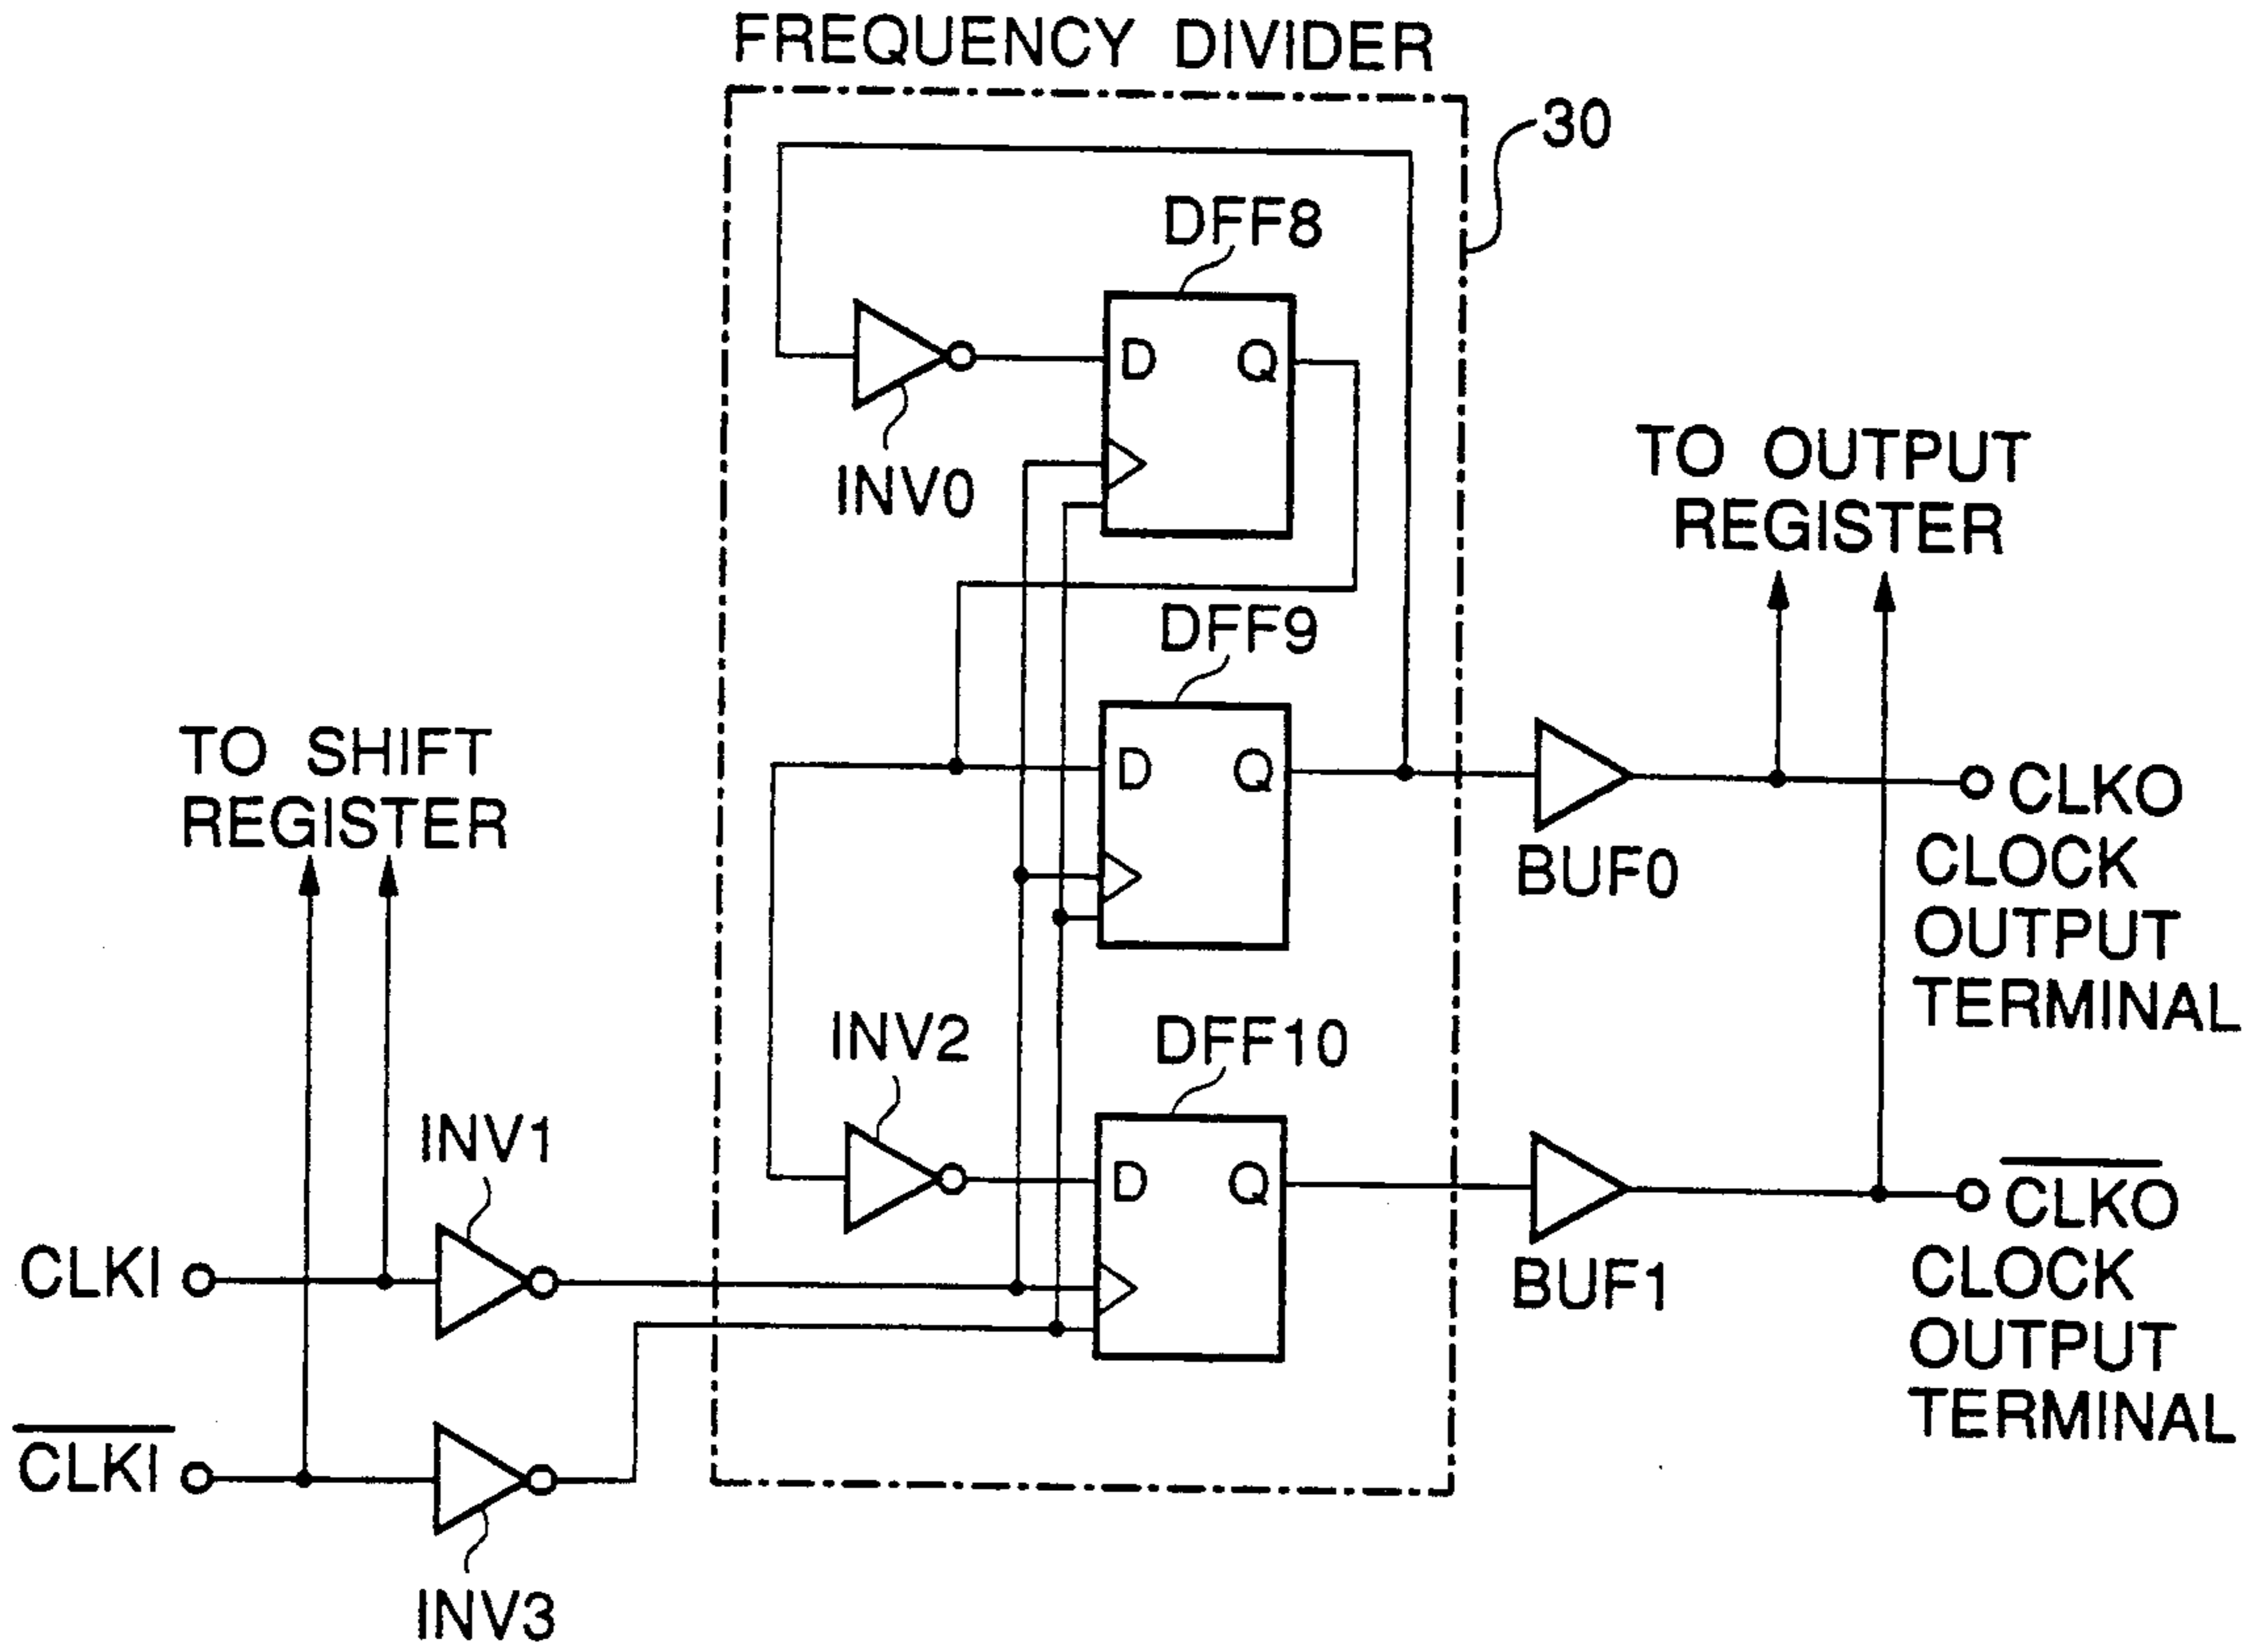 FREQUENCY DIVIDER
30
DFF8
D Q
INV0
TO OUTPUT
REGISTER
DFF9
TO SHIFT
REGISTER
D Q
CLKO
CLOCK
OUTPUT
TERMINAL
BUF0
INV2
DFF10
INV1
D Q
CLKO
CLOCK
OUTPUT
TERMINAL
BUF1
CLKI
CLKI
INV3